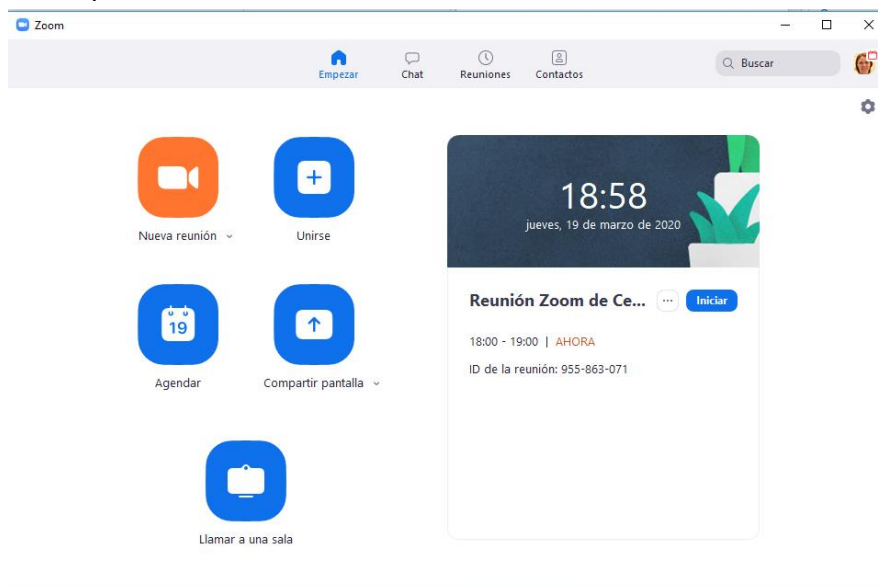 Zoom
Empezar
Chat
Reuniones
Contactos
Buscar
Nueva reunión
Unirse
19
Agendar
Compartir pantalla
Llamar a una sala
18:58
jueves, 19 de marzo de 2020
Reunión Zoom de Ce... ... Iniciar
18:00 - 19:00 | AHORA
ID de la reunión: 955-863-071